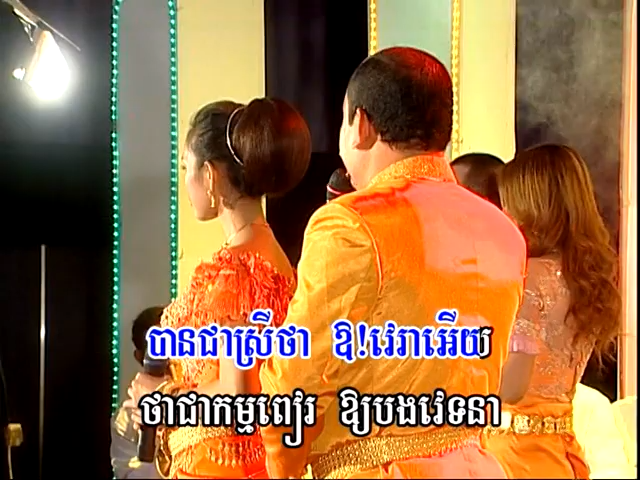 បានជាស្រីថា ឱ!វេរាអើយ
ថាជាកម្មពៀរ ឱ្យបងវេទនា